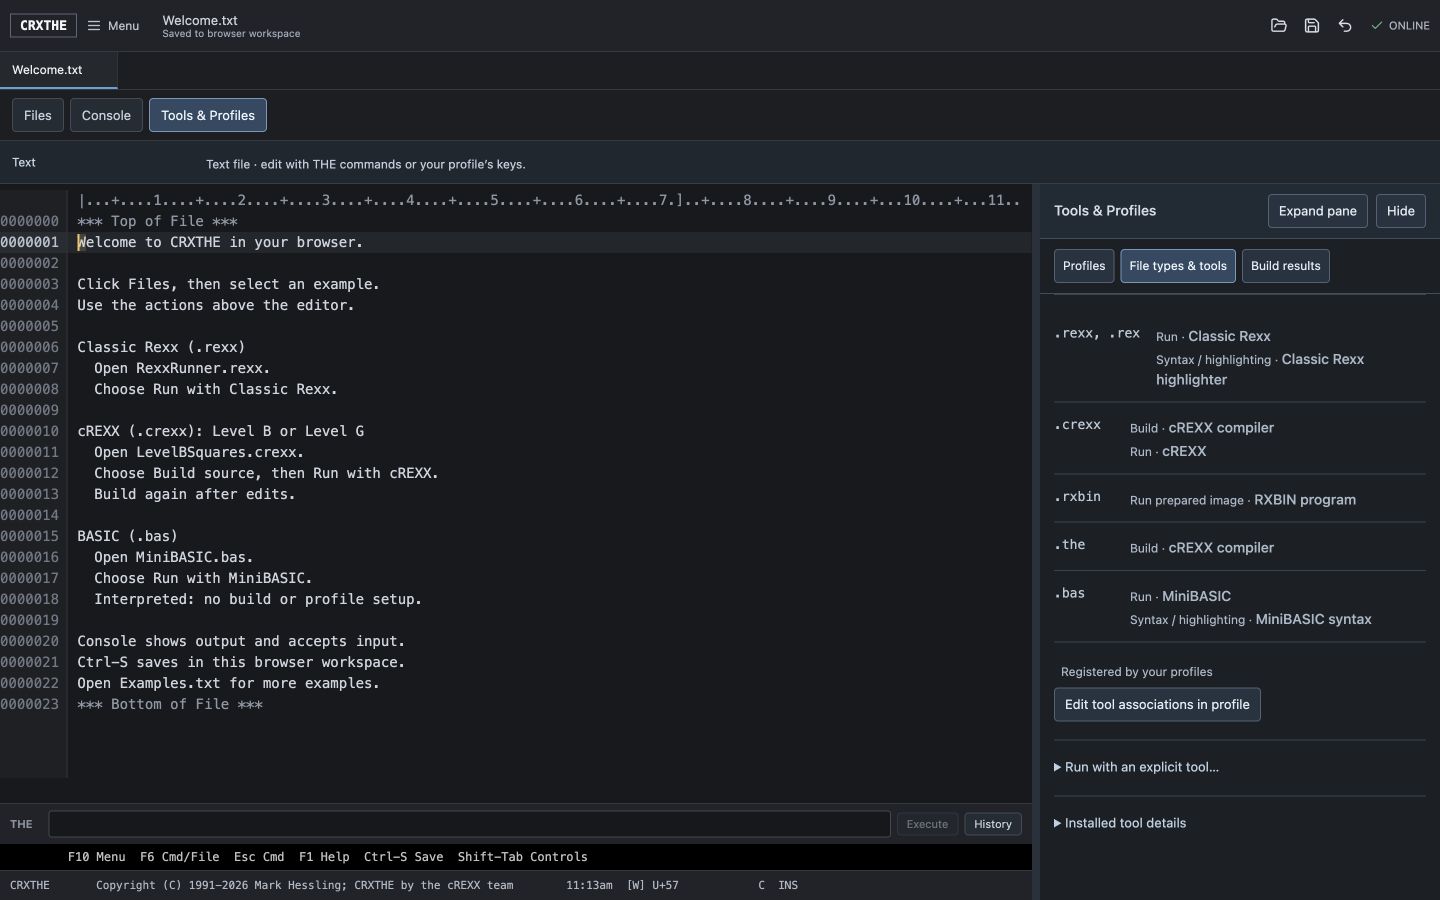 CRXTHE
Menu
Welcome.txt
Saved to browser workspace
ONLINE
Welcome.txt
Files
Console
Tools & Profiles
Text
Text file · edit with THE commands or your profile's keys.
|...+....1....+....2....+....3....+....4....+....5....+....6....+....7.]..+....8....+....9....+...10....+...11..
0000000 *** Top of File ***
0000001 Welcome to CRXTHE in your browser.
0000002
0000003 Click Files, then select an example.
0000004 Use the actions above the editor.
0000005
0000006 Classic Rexx (.rexx)
0000007 Open RexxRunner.rexx.
0000008 Choose Run with Classic Rexx.
0000009
0000010 cREXX (.crexx): Level B or Level G
0000011 Open LevelBSquares.crexx.
0000012 Choose Build source, then Run with cREXX.
0000013 Build again after edits.
0000014
0000015 BASIC (.bas)
0000016 Open MiniBASIC.bas.
0000017 Choose Run with MiniBASIC.
0000018 Interpreted: no build or profile setup.
0000019
0000020 Console shows output and accepts input.
0000021 Ctrl-S saves in this browser workspace.
0000022 Open Examples.txt for more examples.
0000023 *** Bottom of File ***
Tools & Profiles
Expand pane
Hide
Profiles
File types & tools
Build results
.rexx, .rex
Run · Classic Rexx
Syntax / highlighting · Classic Rexx
highlighter
.crexx
Build · cREXX compiler
Run · cREXX
.rxbin
Run prepared image · RXBIN program
.the
Build · cREXX compiler
.bas
Run · MiniBASIC
Syntax / highlighting · MiniBASIC syntax
Registered by your profiles
Edit tool associations in profile
Run with an explicit tool...
Installed tool details
THE
Execute
History
F10 Menu F6 Cmd/File Esc Cmd F1 Help Ctrl-S Save Shift-Tab Controls
CRXTHE Copyright (C) 1991-2026 Mark Hessling; CRXTHE by the cREXX team 11:13am [W] U+57 C INS